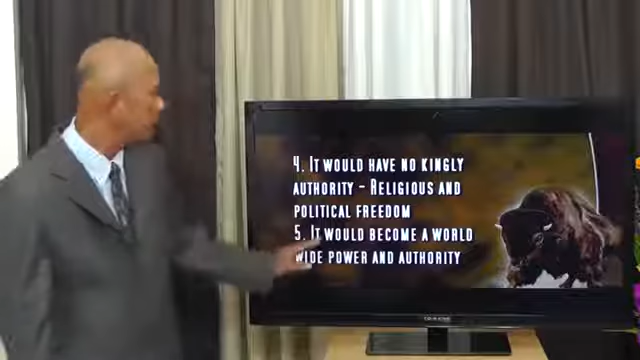 4. It would have no kingly
authority - Religious and
political freedom
5. It would become a world
wide power and authority